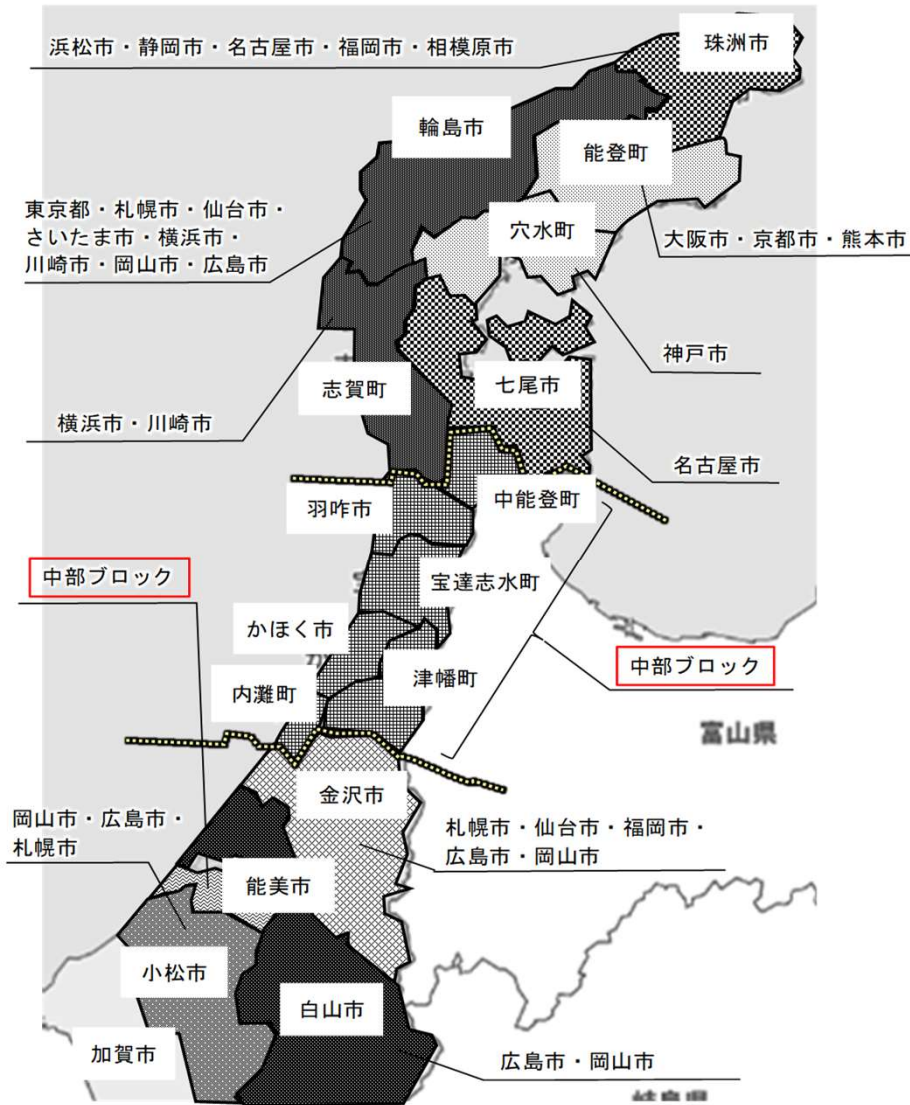 浜松市・静岡市・名古屋市・福岡市・相模原市
珠洲市
輪島市
能登町
東京都・札幌市・仙台市・
さいたま市・横浜市・
川崎市・岡山市・広島市
穴水町
大阪市・京都市・熊本市
神戸市
志賀町
七尾市
横浜市・川崎市
名古屋市
羽咋市
中能登町
中部ブロック
宝達志水町
かほく市
津幡町
中部ブロック
内灘町
富山県
金沢市
岡山市・広島市・
札幌市
札幌市・仙台市・福岡市・
広島市・岡山市
能美市
小松市
白山市
加賀市
広島市・岡山市